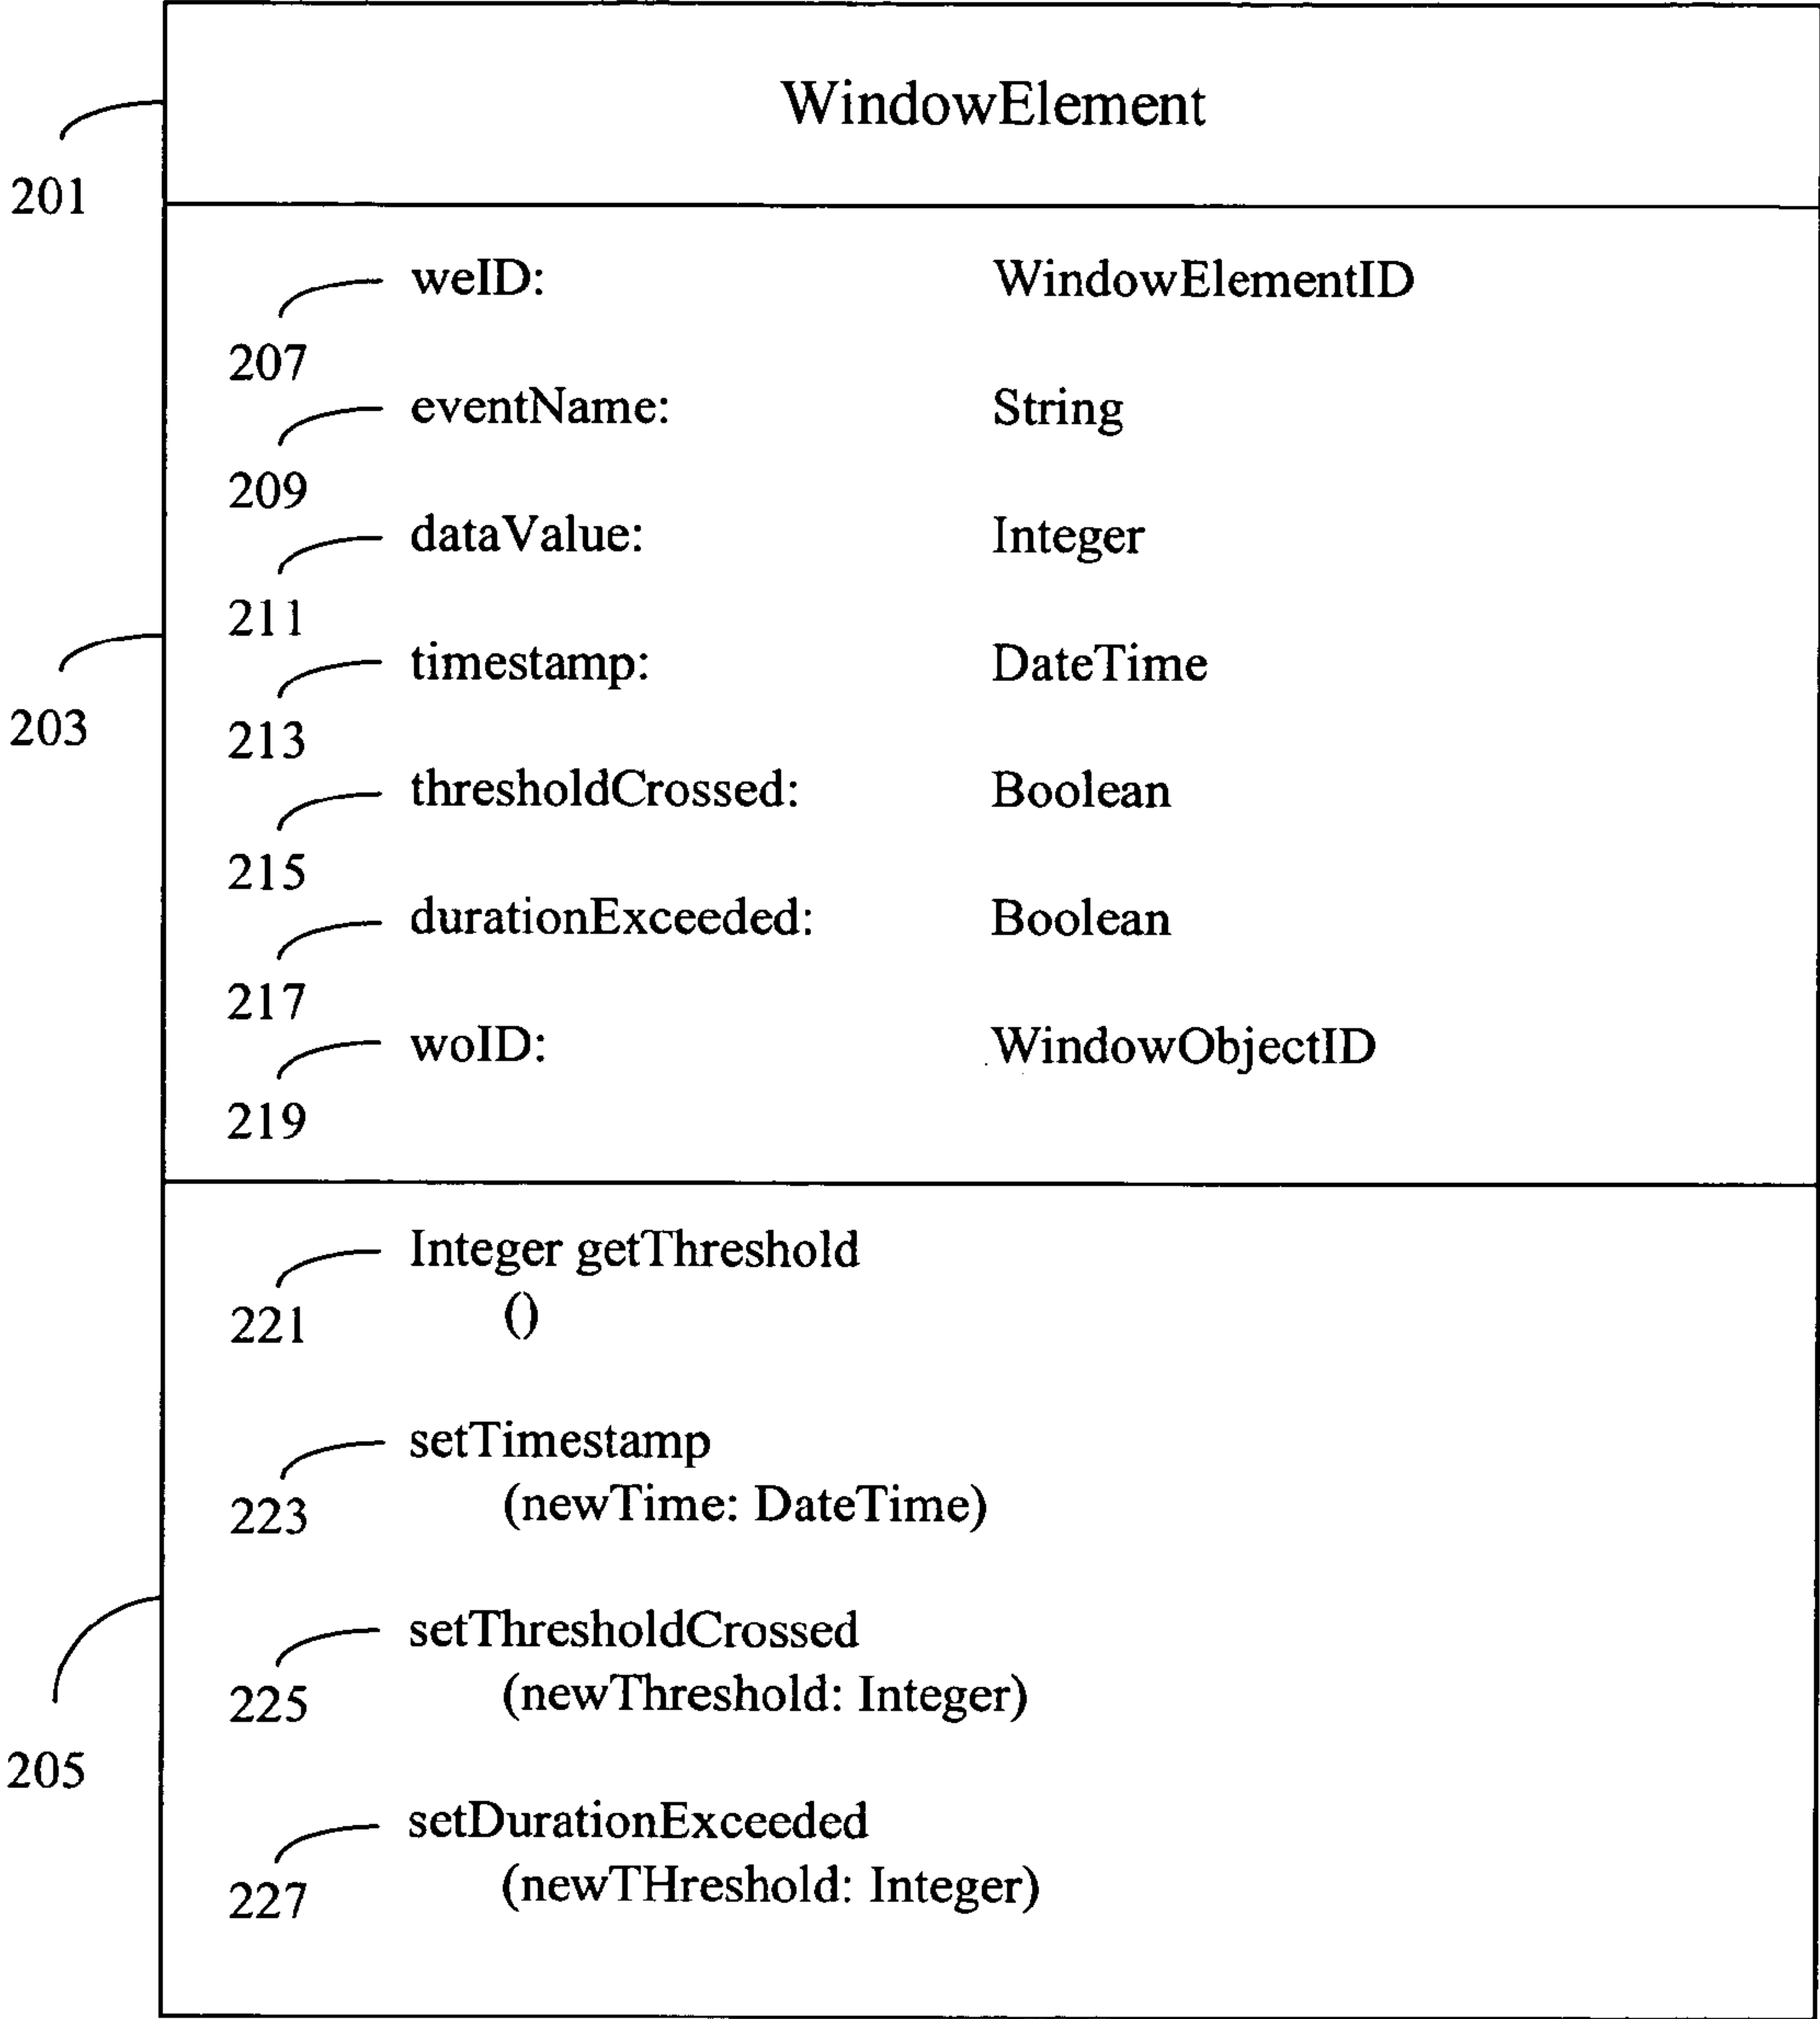 WindowElement
201
weID: WindowElementID
207
eventName: String
209
dataValue: Integer
211
timestamp: DateTime
203
213
thresholdCrossed: Boolean
215
durationExceeded: Boolean
217
woID: WindowObjectID
219
Integer getThreshold
221 ()
setTimestamp
223 (newTime: DateTime)
setThresholdCrossed
225 (newThreshold: Integer)
205
setDurationExceeded
227 (newTHreshold: Integer)